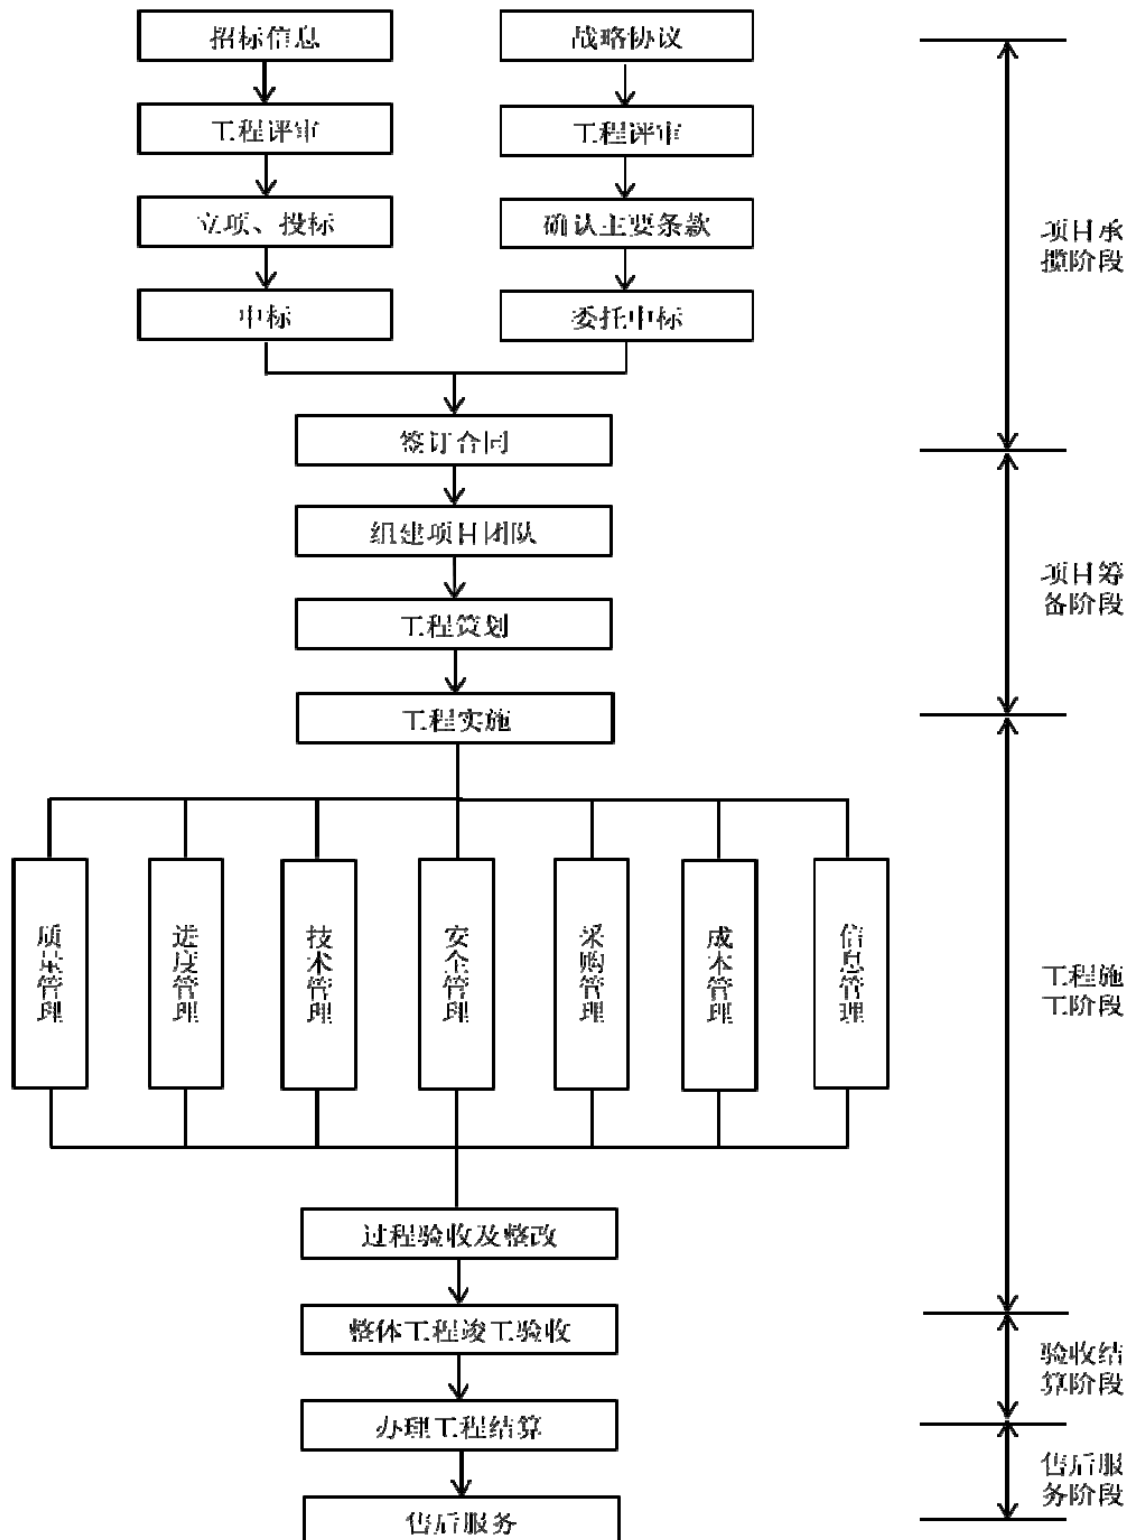 招标信息
战略协议
工程评审
工程评审
立项、投标
确认主要条款
中标
委托中标
项目承
揽阶段
签订合同
组建项目团队
工程策划
项目筹
备阶段
工程实施
质量管理
进度管理
技术管理
安全管理
采购管理
成本管理
信息管理
工程施
工阶段
过程验收及整改
整体工程竣工验收
验收结
算阶段
办理工程结算
售后服
务阶段
售后服务